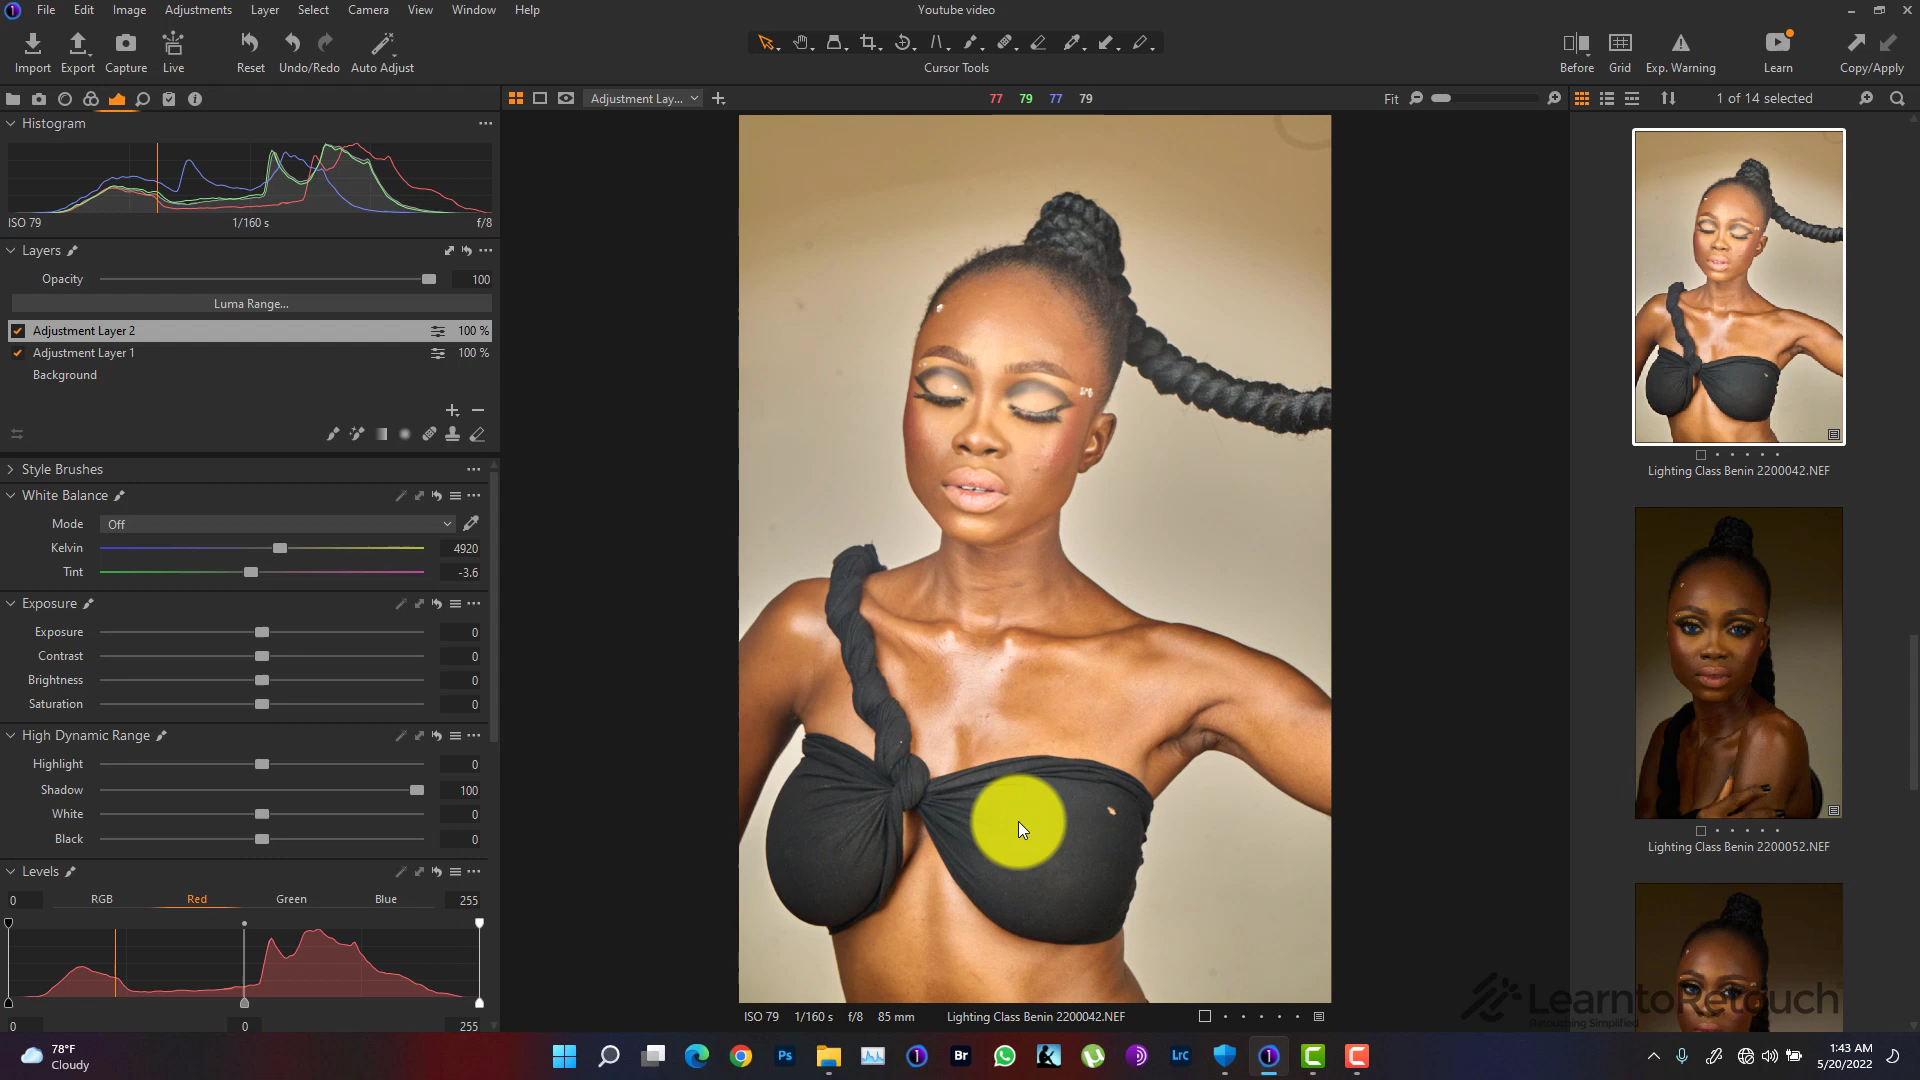 File Edit Image Adjustments Layer Select Camera View Window Help
Youtube video
Import Export Capture Live Reset Undo/Redo Auto Adjust
Cursor Tools
Before Grid Exp. Warning Learn Copy/Apply
Adjustment Lay...
77 79 77 79
Fit
1 of 14 selected
Histogram
ISO 79 1/160 s f/8
Layers
Opacity 100
Luma Range...
Adjustment Layer 2 100 %
Adjustment Layer 1 100 %
Background
Style Brushes
White Balance
Mode Off
Kelvin 4920
Tint -3.6
Exposure
Exposure 0
Contrast 0
Brightness 0
Saturation 0
High Dynamic Range
Highlight 0
Shadow 100
White 0
Black 0
Levels
0 RGB Red Green Blue 255
0 0 255
ISO 79 1/160 s f/8 85 mm Lighting Class Benin 2200042.NEF
Lighting Class Benin 2200042.NEF
Lighting Class Benin 2200052.NEF
LearntoRetouch
Retouching Simplified
78°F
Cloudy
Ps
Br
Lrc
1:43 AM
5/20/2022